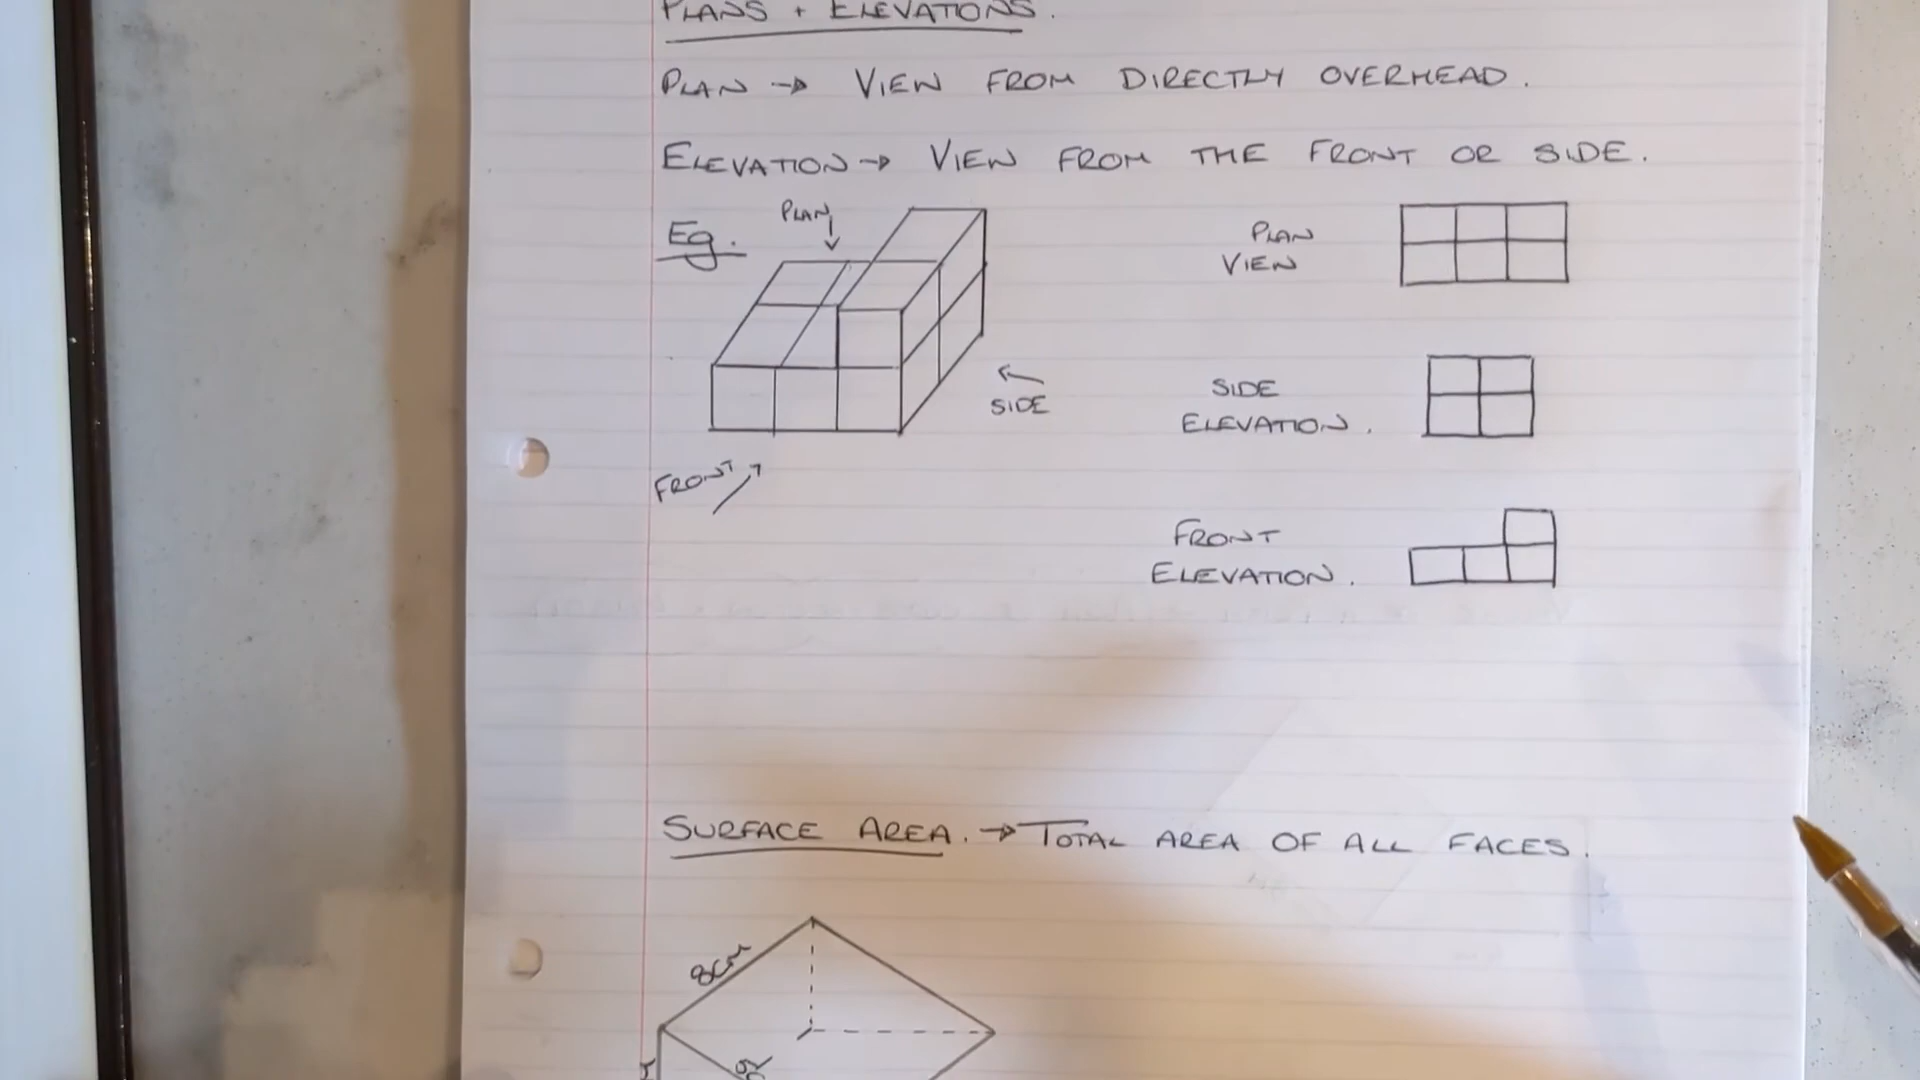 PLANS + ELEVATIONS.
PLAN → VIEW FROM DIRECTLY OVERHEAD.
ELEVATION → VIEW FROM THE FRONT OR SIDE.
Eg.
PLAN
SIDE
FRONT
PLAN
VIEW
SIDE
ELEVATION.
FRONT
ELEVATION.
SURFACE AREA. → TOTAL AREA OF ALL FACES.
8cm